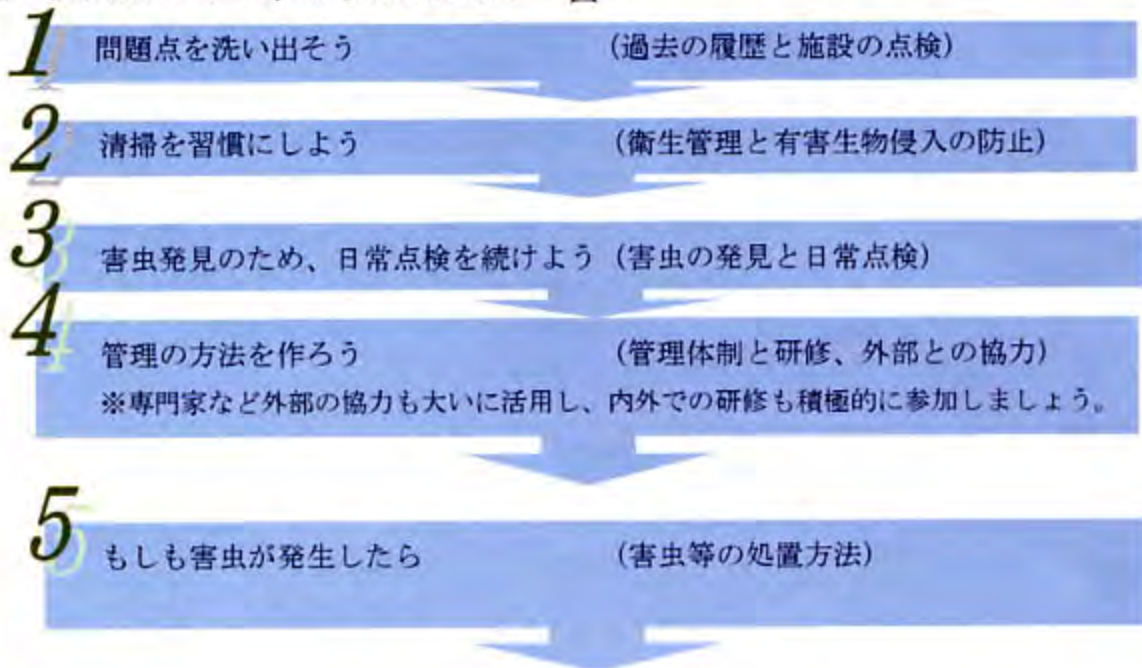 1 問題点を洗い出そう (過去の履歴と施設の点検)
2 清掃を習慣にしよう (衛生管理と有害生物侵入の防止)
3 害虫発見のため、日常点検を続けよう (害虫の発見と日常点検)
4 管理の方法を作ろう (管理体制と研修、外部との協力)
※専門家など外部の協力も大いに活用し、内外での研修も積極的に参加しましょう。
5 もしも害虫が発生したら (害虫等の処置方法)